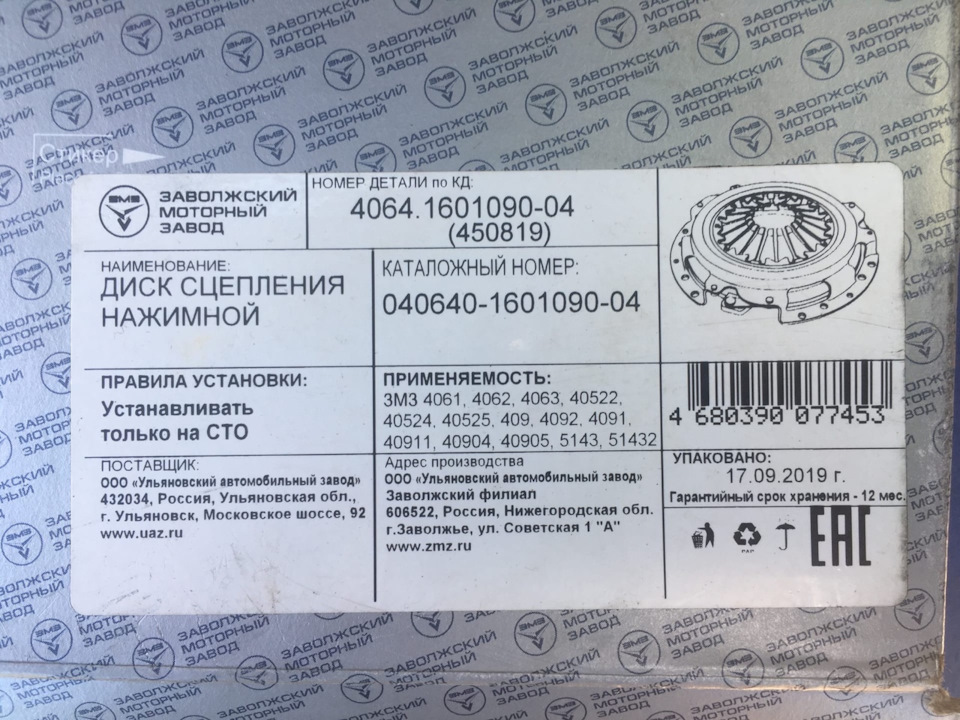 Стикер
ЗМЗ
ЗАВОЛЖСКИЙ
МОТОРНЫЙ
ЗАВОД
НОМЕР ДЕТАЛИ по КД:
4064.1601090-04
(450819)
НАИМЕНОВАНИЕ:
ДИСК СЦЕПЛЕНИЯ
НАЖИМНОЙ
КАТАЛОЖНЫЙ НОМЕР:
040640-1601090-04
ПРАВИЛА УСТАНОВКИ:
Устанавливать
только на СТО
ПРИМЕНЯЕМОСТЬ:
ЗМЗ 4061, 4062, 4063, 40522,
40524, 40525, 409, 4092, 4091,
40911, 40904, 40905, 5143, 51432
4 680390 077453
ПОСТАВЩИК:
ООО «Ульяновский автомобильный завод»
432034, Россия, Ульяновская обл.,
г. Ульяновск, Московское шоссе, 92
www.uaz.ru
Адрес производства
ООО «Ульяновский автомобильный завод»
Заволжский филиал
606522, Россия, Нижегородская обл.
г.Заволжье, ул. Советская 1 "А"
www.zmz.ru
УПАКОВАНО:
17.09.2019 г.
Гарантийный срок хранения - 12 мес.
EAC